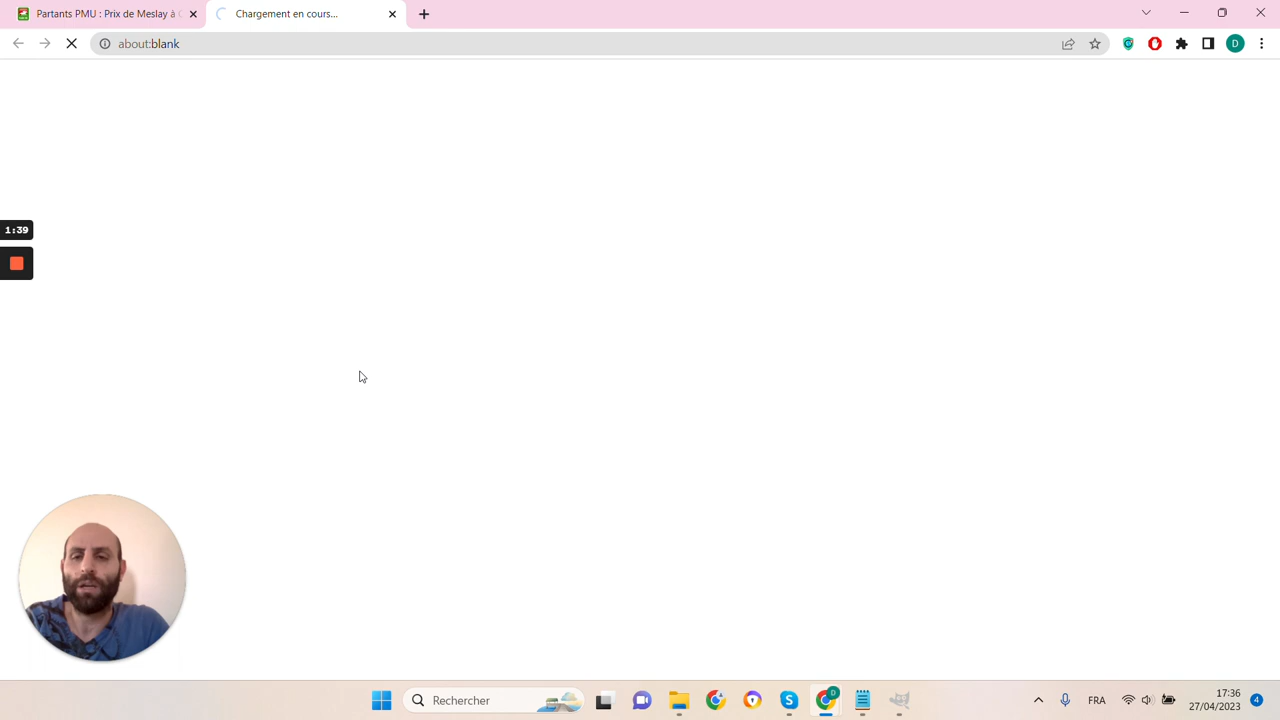 Partants PMU : Prix de Meslay à
Chargement en cours...
about:blank
1:39
D
Rechercher
D
FRA
17:36
27/04/2023
4